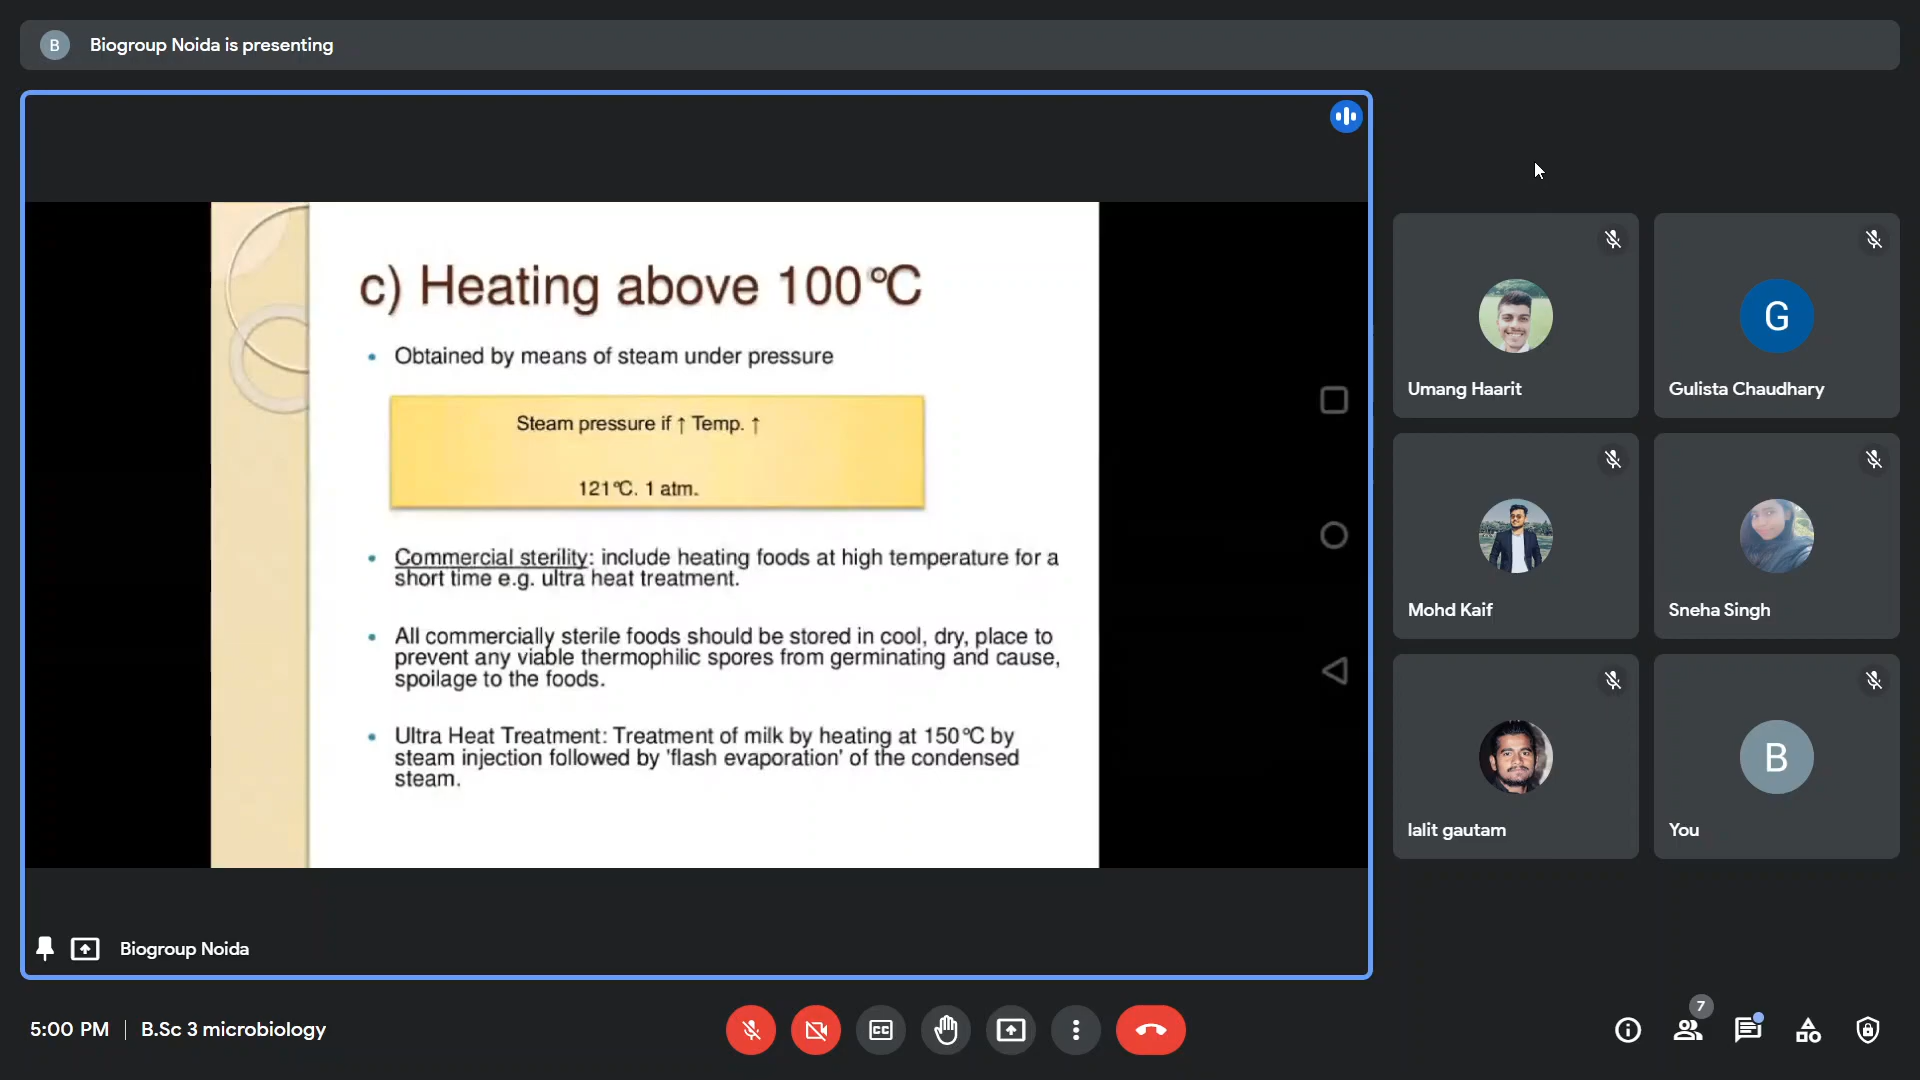 B
Biogroup Noida is presenting
c) Heating above 100°C
• Obtained by means of steam under pressure
Steam pressure if ↑ Temp. ↑
121°C. 1 atm.
• Commercial sterility: include heating foods at high temperature for a
short time e.g. ultra heat treatment.
• All commercially sterile foods should be stored in cool, dry, place to
prevent any viable thermophilic spores from germinating and cause,
spoilage to the foods.
• Ultra Heat Treatment: Treatment of milk by heating at 150°C by
steam injection followed by 'flash evaporation' of the condensed
steam.
Biogroup Noida
Umang Haarit
G
Gulista Chaudhary
Mohd Kaif
Sneha Singh
lalit gautam
B
You
5:00 PM | B.Sc 3 microbiology
CC
7